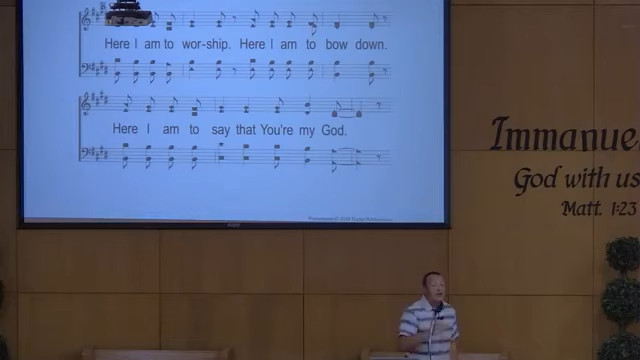 Here I am to wor-ship. Here I am to bow down.
Here I am to say that You're my God.
Immanue
God with us
Matt. 1:23